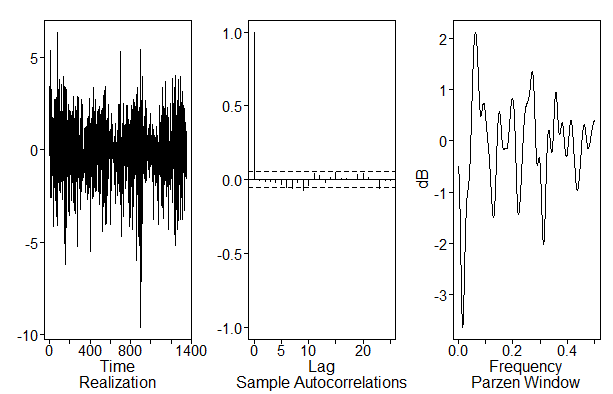 5
0
-5
-10
0 400 800 1400
Time
Realization
1.0
0.5
0.0
-0.5
-1.0
0 5 10 20
Lag
Sample Autocorrelations
dB
2
1
0
-1
-2
-3
0.0 0.2 0.4
Frequency
Parzen Window